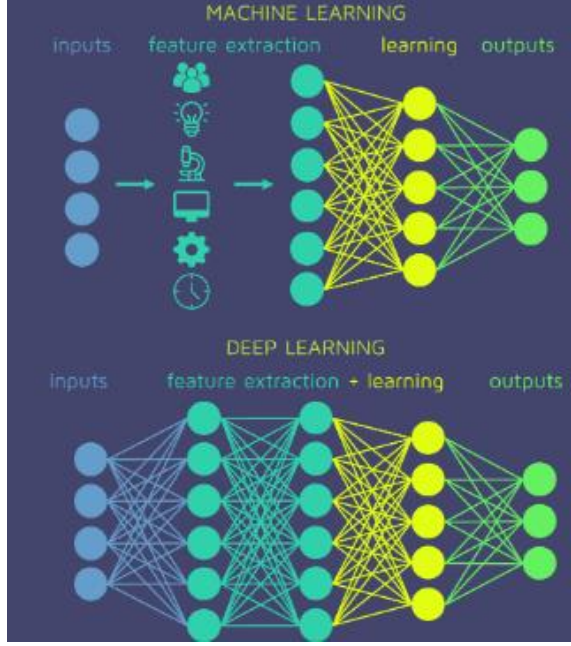 MACHINE LEARNING
inputs feature extraction learning outputs
DEEP LEARNING
inputs feature extraction + learning outputs